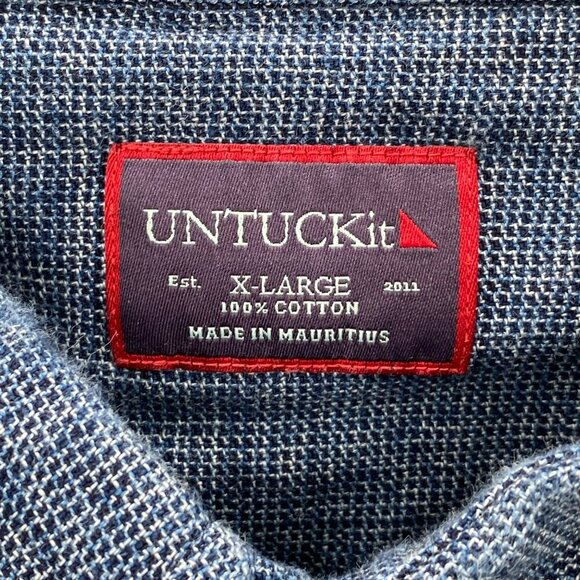 UNTUCKit
Est. X-LARGE 2011
100% COTTON
MADE IN MAURITIUS